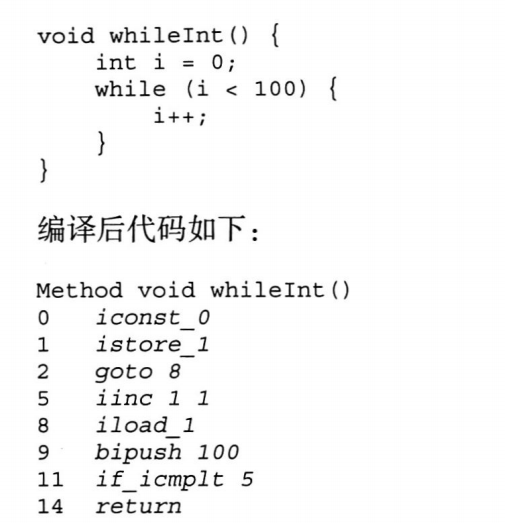 void whileInt() {
    int i = 0;
    while (i < 100) {
        i++;
    }
}
编译后代码如下：
Method void whileInt()
0   iconst_0
1   istore_1
2   goto 8
5   iinc 1 1
8   iload_1
9   bipush 100
11  if_icmplt 5
14  return